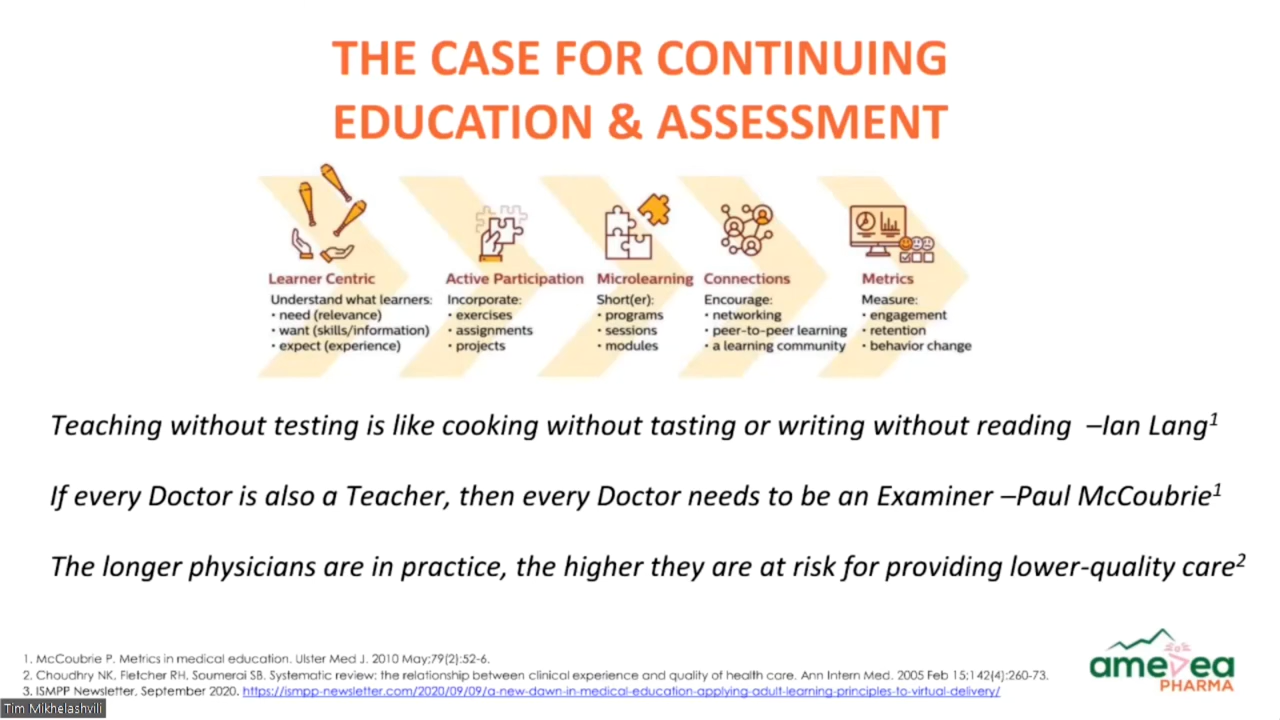 THE CASE FOR CONTINUING
EDUCATION & ASSESSMENT
Learner Centric
Understand what learners:
• need (relevance)
• want (skills/information)
• expect (experience)
Active Participation
Incorporate:
• exercises
• assignments
• projects
Microlearning
Short(er):
• programs
• sessions
• modules
Connections
Encourage:
• networking
• peer-to-peer learning
• a learning community
Metrics
Measure:
• engagement
• retention
• behavior change
Teaching without testing is like cooking without tasting or writing without reading –Ian Lang1
If every Doctor is also a Teacher, then every Doctor needs to be an Examiner –Paul McCoubrie1
The longer physicians are in practice, the higher they are at risk for providing lower-quality care2
1. McCoubrie P. Metrics in medical education. Ulster Med J. 2010 May;79(2):52-6.
2. Choudhry NK, Fletcher RH, Soumerai SB. Systematic review: the relationship between clinical experience and quality of health care. Ann Intern Med. 2005 Feb 15;142(4):260-73.
3. ISMPP Newsletter, September 2020. https://ismpp-newsletter.com/2020/09/09/a-new-dawn-in-medical-education-applying-adult-learning-principles-to-virtual-delivery/
amedea
PHARMA
Tim Mikhelashvili